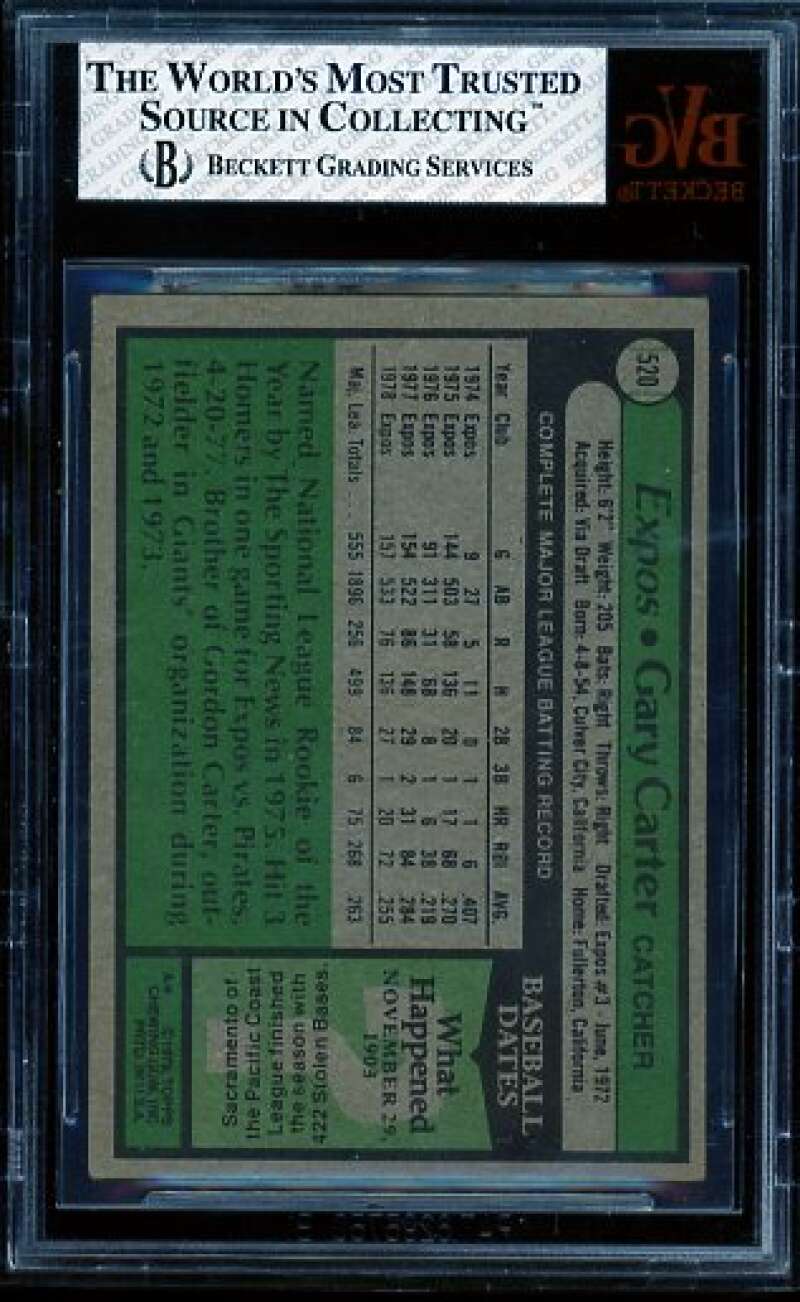 THE WORLD'S MOST TRUSTED
SOURCE IN COLLECTING™
(B) BECKETT GRADING SERVICES
BVG
BECKETT
520
Expos • Gary Carter CATCHER
Height: 6'2" Weight: 205 Bats: Right Throws: Right Drafted: Expos #3 - June, 1972
Acquired: Via Draft Born: 4-8-54, Culver City, California Home: Fullerton, California
COMPLETE MAJOR LEAGUE BATTING RECORD
Year Club G AB R H 2B 3B HR RBI AVG.
1974 Expos 9 27 5 11 0 1 1 6 .407
1975 Expos 144 503 58 136 20 1 17 68 .270
1976 Expos 91 311 31 68 8 1 6 38 .219
1977 Expos 154 522 86 148 29 2 31 84 .284
1978 Expos 157 533 76 136 27 1 20 72 .255
Maj. Lea. Totals . . . 555 1896 256 499 84 6 75 268 .263
Named National League Rookie of the
Year by The Sporting News in 1975. Hit 3
Homers in one game for Expos vs. Pirates,
4-20-77. Brother of Gordon Carter, out-
fielder in Giants' organization during
1972 and 1973.
BASEBALL
DATES
What
Happened
NOVEMBER 29,
1903
Sacramento of
the Pacific Coast
League finished
the season with
422 Stolen Bases.
TOPPS
CHEWING GUM, INC.